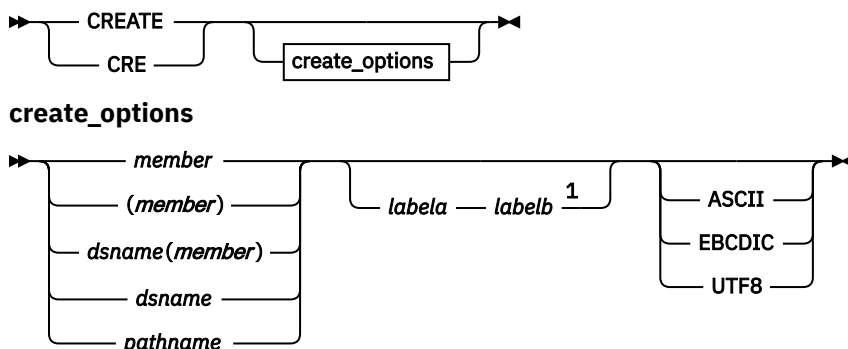 CREATE
CRE
create_options
create_options
member
(member)
dsname(member)
dsname
pathname
labela labelb 1
ASCII
EBCDIC
UTF8